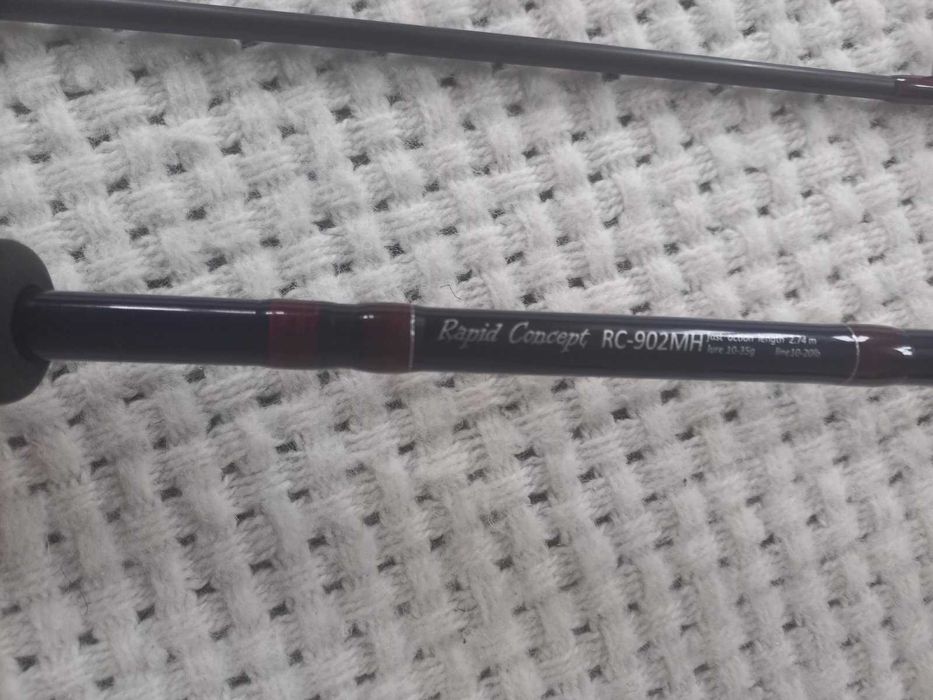 Rapid Concept RC-902MH fast action length 2.74 m
lure 10-35g line10-20lb